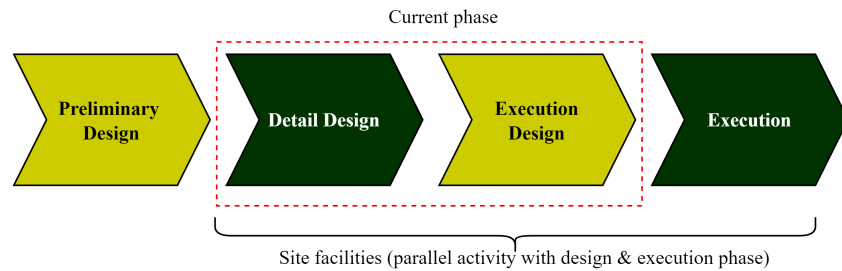 Current phase
Preliminary
Design
Detail Design
Execution
Design
Execution
Site facilities (parallel activity with design & execution phase)